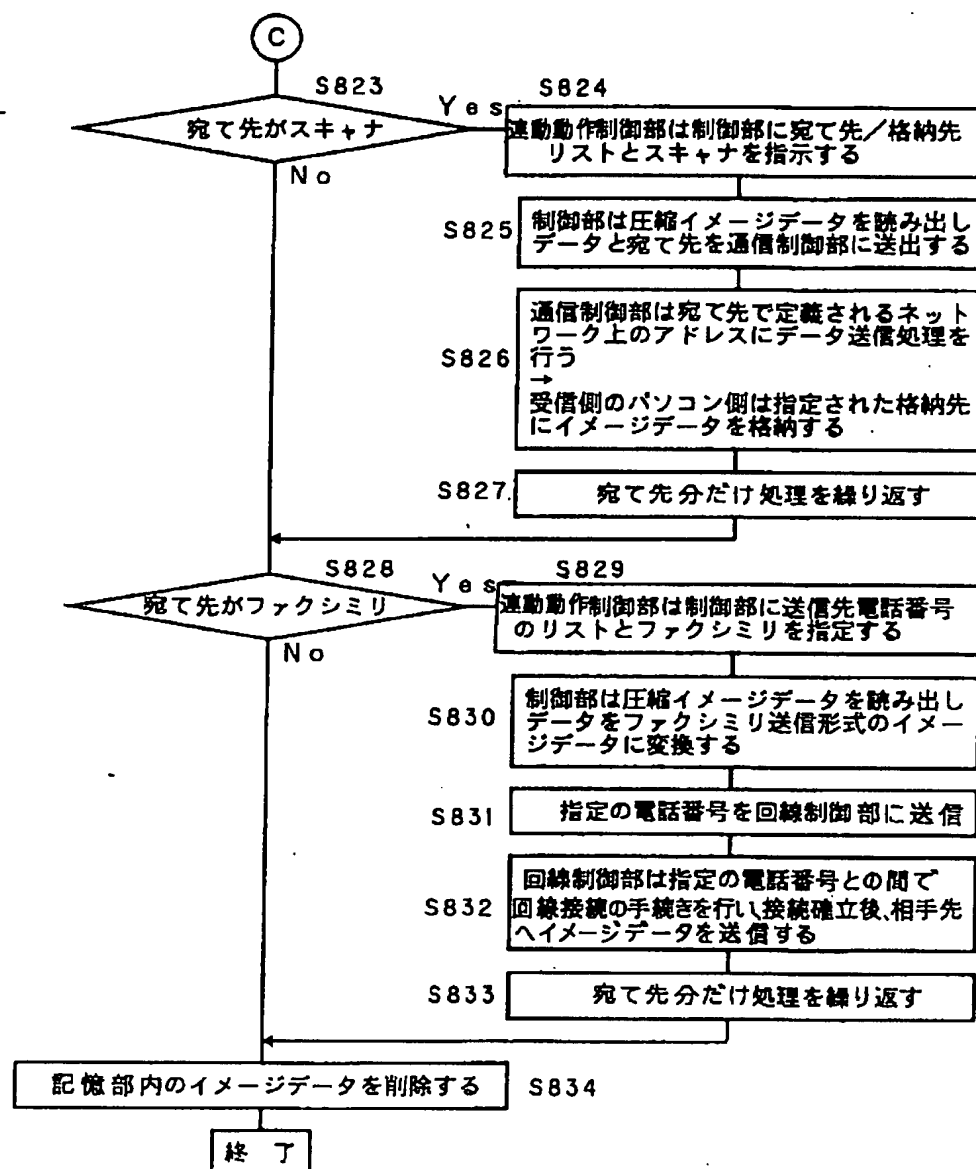 C
S823
宛て先がスキャナ
Yes
No
S824
連動動作制御部は制御部に宛て先／格納先
リストとスキャナを指示する
S825
制御部は圧縮イメージデータを読み出し
データと宛て先を通信制御部に送出する
S826
通信制御部は宛て先で定義されるネット
ワーク上のアドレスにデータ送信処理を
行う
→
受信側のパソコン側は指定された格納先
にイメージデータを格納する
S827
宛て先分だけ処理を繰り返す
S828
宛て先がファクシミリ
Yes
No
S829
連動動作制御部は制御部に送信先電話番号
のリストとファクシミリを指定する
S830
制御部は圧縮イメージデータを読み出し
データをファクシミリ送信形式のイメー
ジデータに変換する
S831
指定の電話番号を回線制御部に送信
S832
回線制御部は指定の電話番号との間で
回線接続の手続きを行い、接続確立後、相手先
へイメージデータを送信する
S833
宛て先分だけ処理を繰り返す
記憶部内のイメージデータを削除する
S834
終了